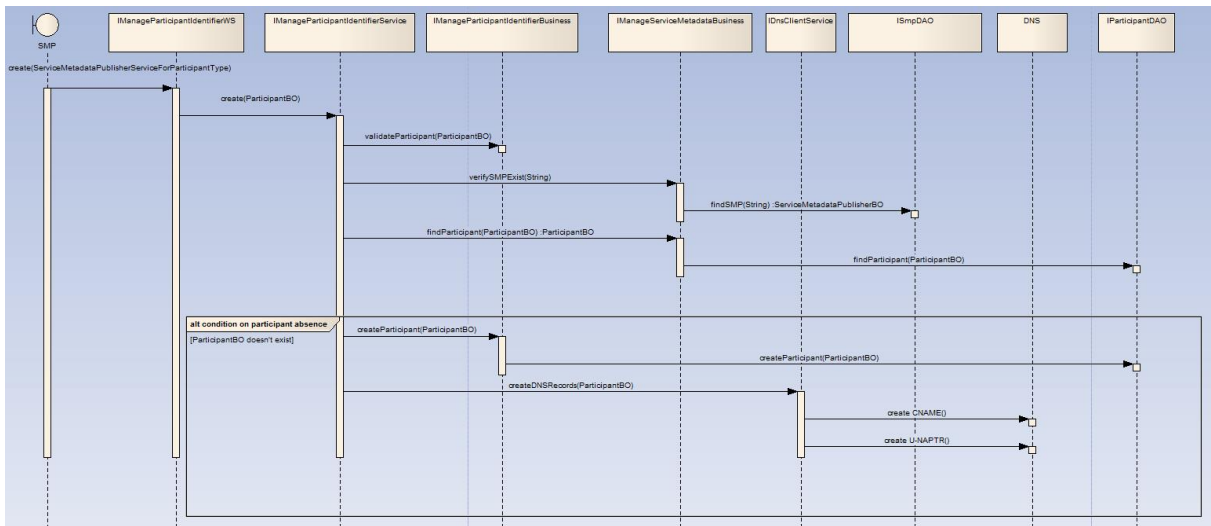 SMP
IManageParticipantIdentifierWS
IManageParticipantIdentifierService
IManageParticipantIdentifierBusiness
IManageServiceMetadataBusiness
IDnsClientService
ISmpDAO
DNS
IParticipantDAO
create(ServiceMetadataPublisherServiceForParticipantType)
create(ParticipantBO)
validateParticipant(ParticipantBO)
verifySMPExist(String)
findSMP(String) :ServiceMetadataPublisherBO
findParticipant(ParticipantBO) :ParticipantBO
findParticipant(ParticipantBO)
alt condition on participant absence
[ParticipantBO doesn't exist]
createParticipant(ParticipantBO)
createParticipant(ParticipantBO)
createDNSRecords(ParticipantBO)
create CNAME()
create U-NAPTR()